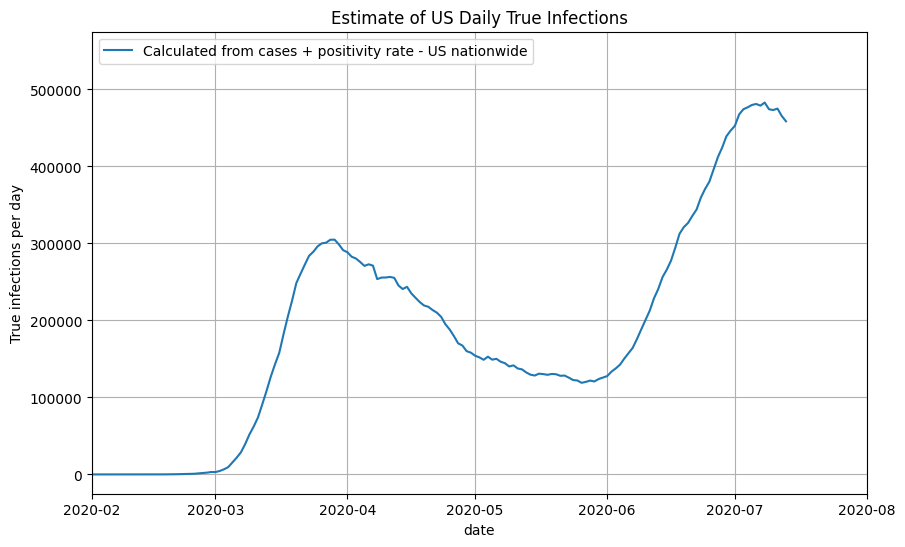 Estimate of US Daily True Infections
Calculated from cases + positivity rate - US nationwide
500000
400000
300000
200000
100000
0
True infections per day
2020-02 2020-03 2020-04 2020-05 2020-06 2020-07 2020-08
date